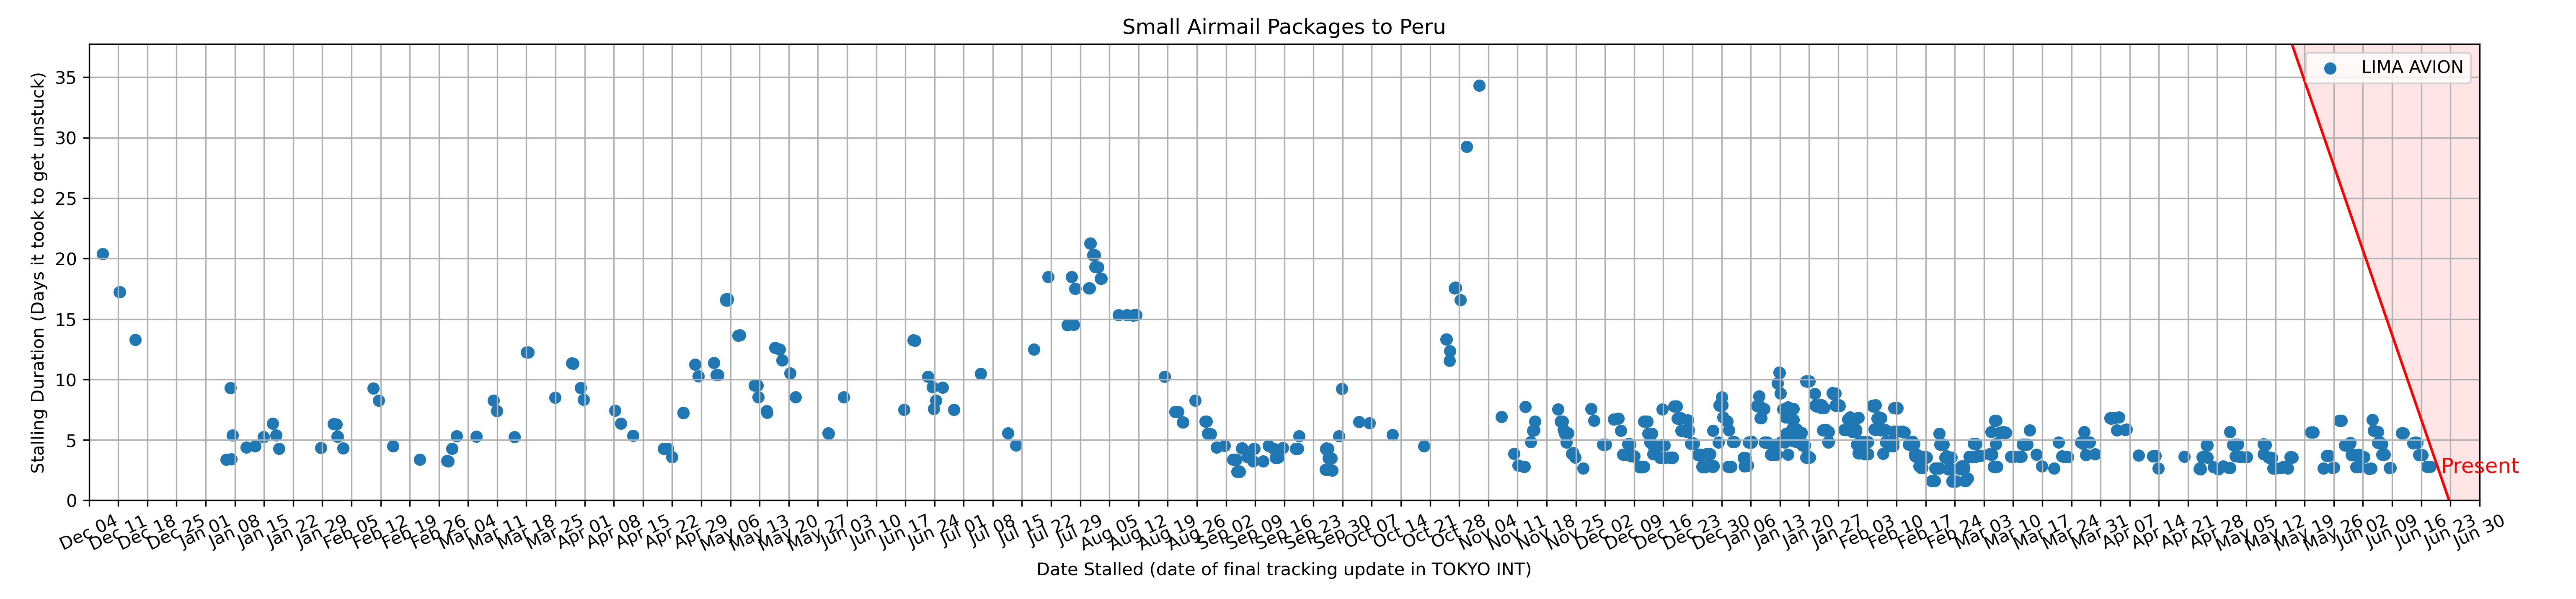 Small Airmail Packages to Peru
Stalling Duration (Days it took to get unstuck)
35
30
25
20
15
10
5
0
LIMA AVION
Present
Dec 04
Dec 11
Dec 18
Dec 25
Jan 01
Jan 08
Jan 15
Jan 22
Jan 29
Feb 05
Feb 12
Feb 19
Feb 26
Mar 04
Mar 11
Mar 18
Mar 25
Apr 01
Apr 08
Apr 15
Apr 22
Apr 29
May 06
May 13
May 20
May 27
Jun 03
Jun 10
Jun 17
Jun 24
Jul 01
Jul 08
Jul 15
Jul 22
Jul 29
Aug 05
Aug 12
Aug 19
Aug 26
Sep 02
Sep 09
Sep 16
Sep 23
Sep 30
Oct 07
Oct 14
Oct 21
Oct 28
Nov 04
Nov 11
Nov 18
Nov 25
Dec 02
Dec 09
Dec 16
Dec 23
Dec 30
Jan 06
Jan 13
Jan 20
Jan 27
Feb 03
Feb 10
Feb 17
Feb 24
Mar 03
Mar 10
Mar 17
Mar 24
Mar 31
Apr 07
Apr 14
Apr 21
Apr 28
May 05
May 12
May 19
May 26
Jun 02
Jun 09
Jun 16
Jun 23
Jun 30
Date Stalled (date of final tracking update in TOKYO INT)